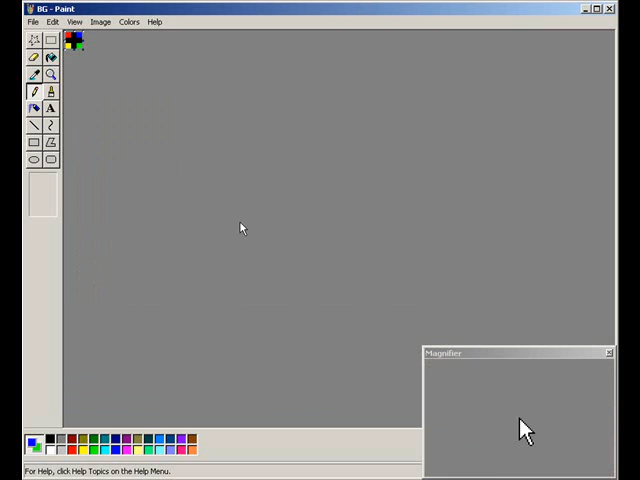 BG - Paint
File Edit View Image Colors Help
A
Magnifier
For Help, click Help Topics on the Help Menu.